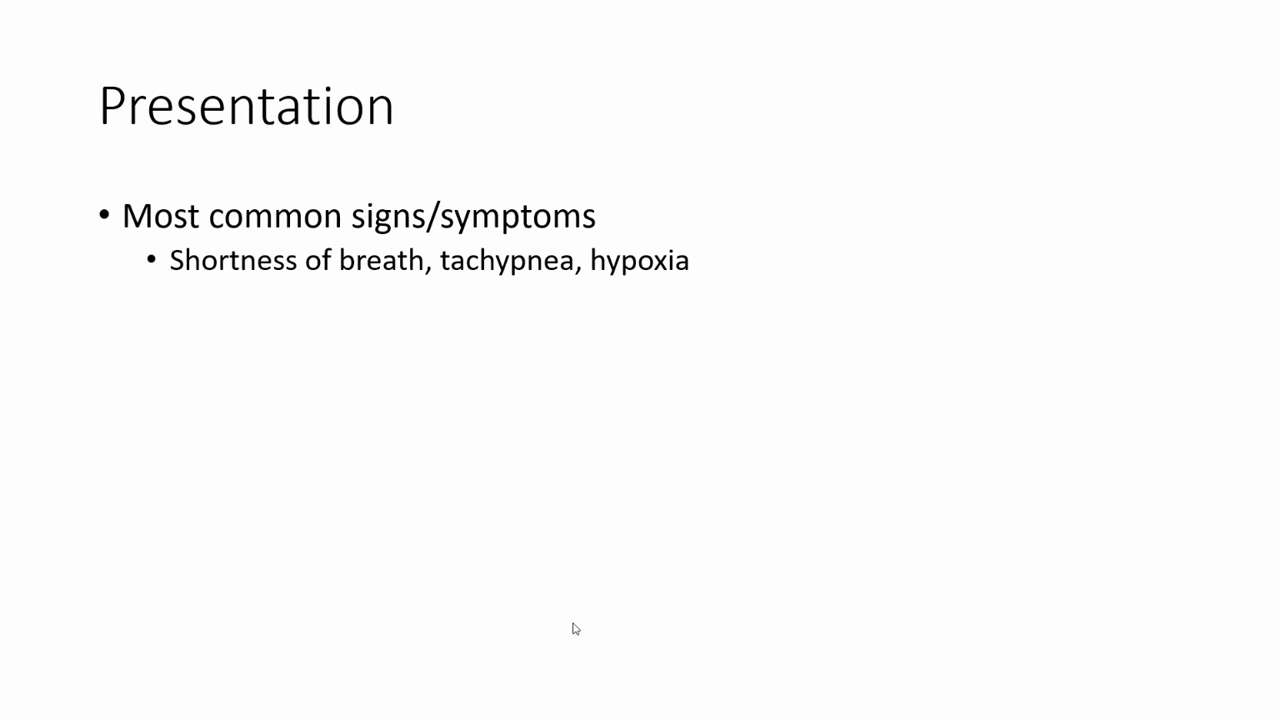 Presentation
• Most common signs/symptoms
• Shortness of breath, tachypnea, hypoxia